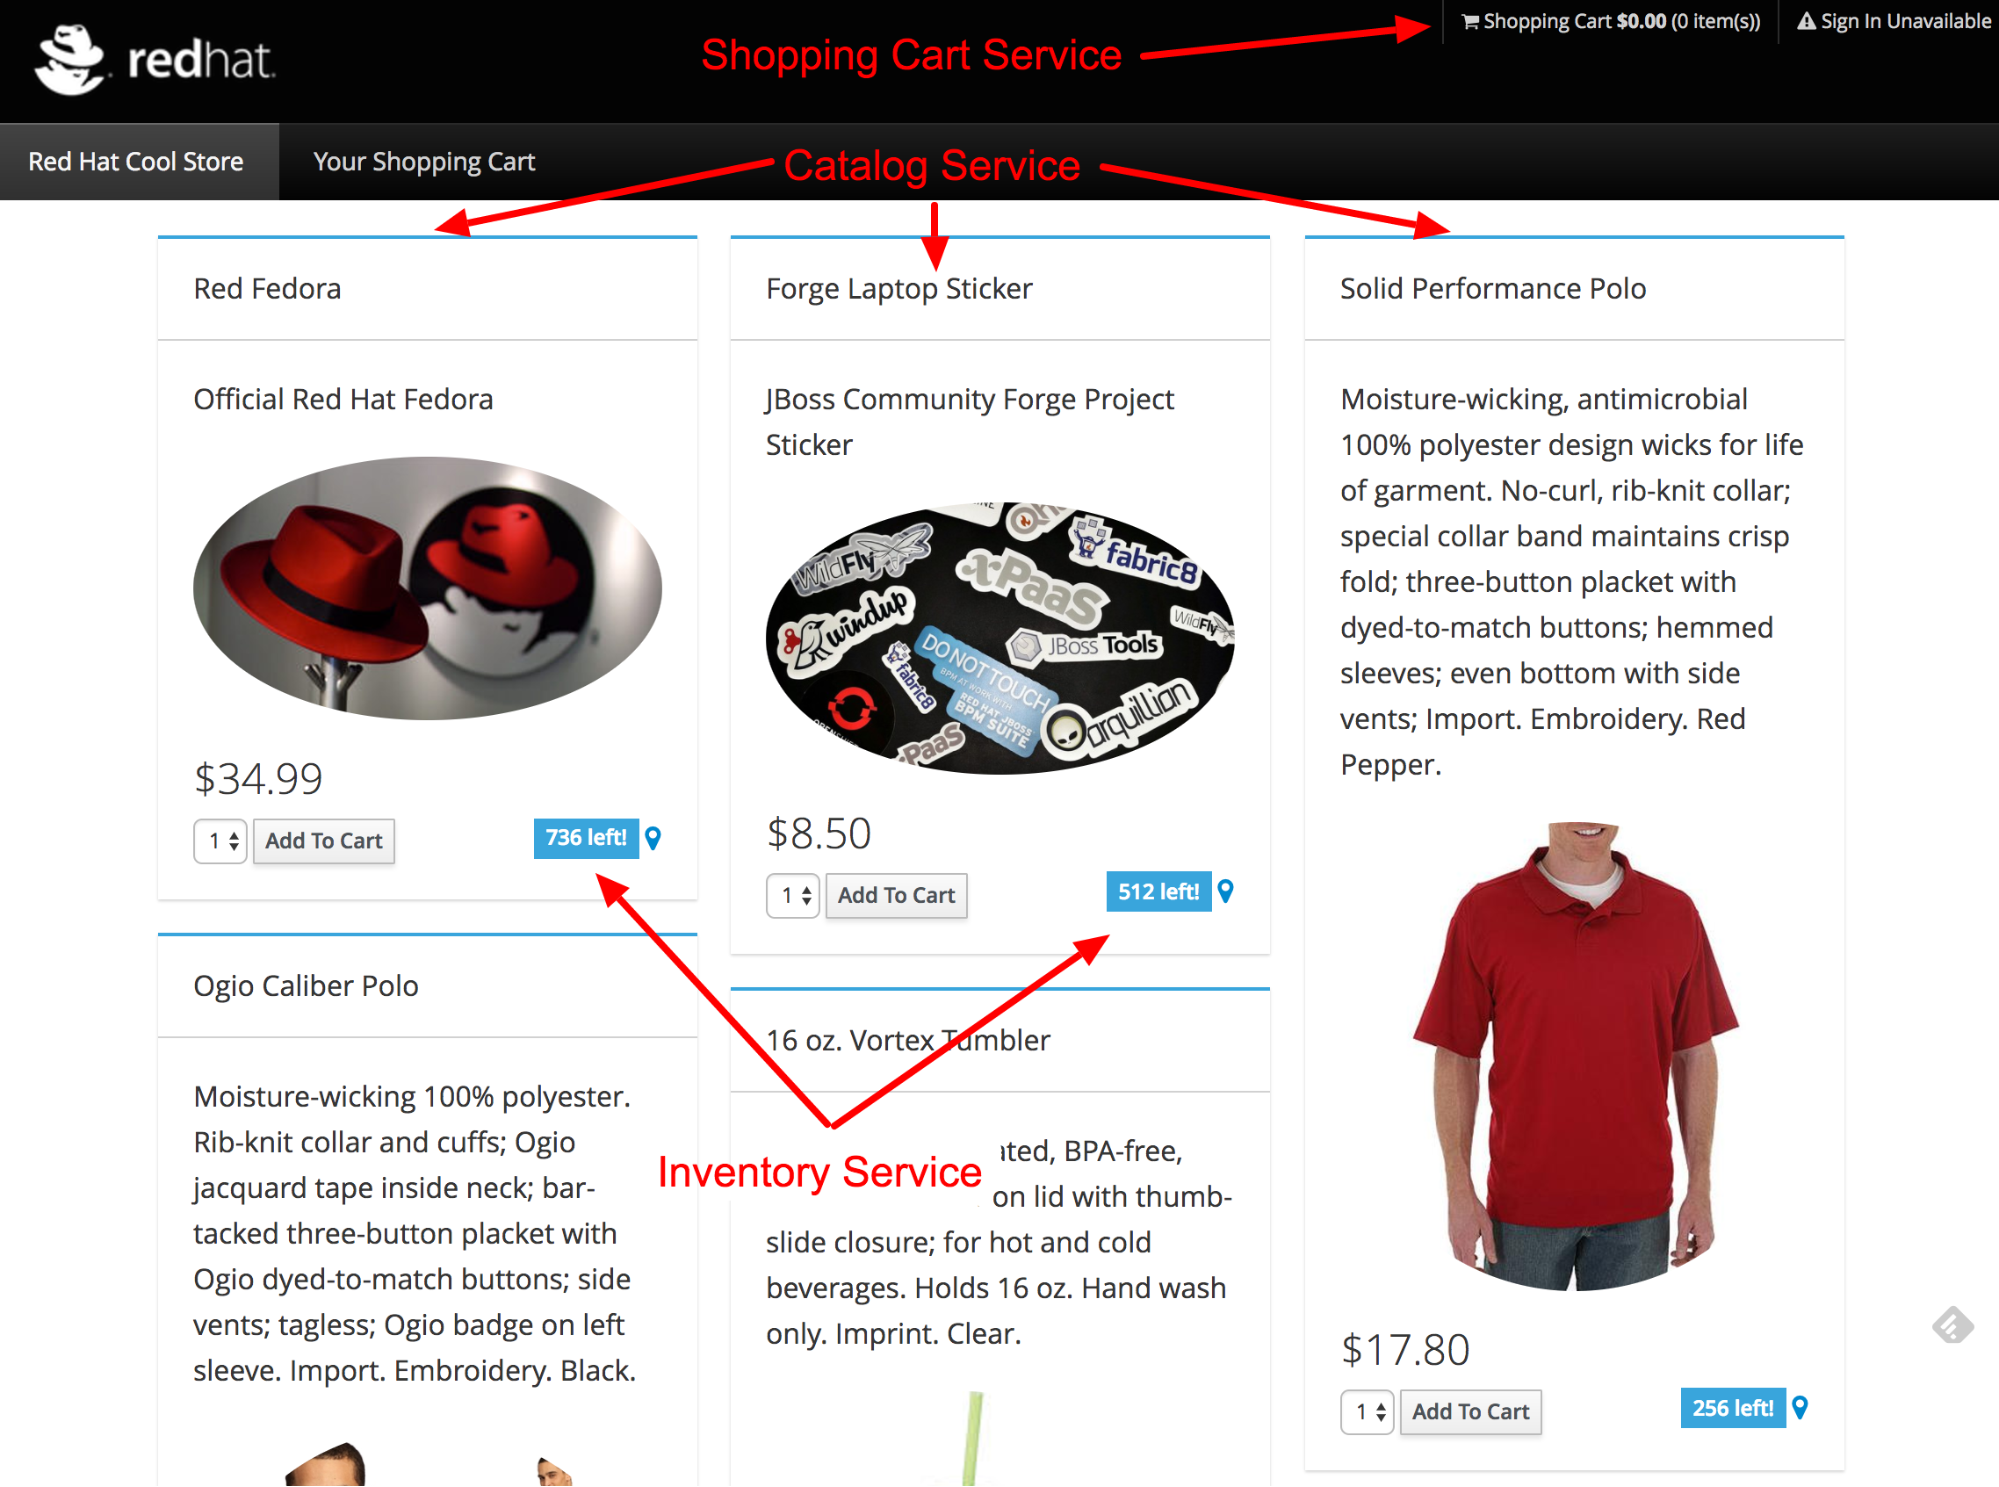 redhat.
Shopping Cart Service
Shopping Cart $0.00 (0 item(s))
Sign In Unavailable
Red Hat Cool Store
Your Shopping Cart
Catalog Service
Red Fedora
Official Red Hat Fedora
$34.99
1
Add To Cart
736 left!
Forge Laptop Sticker
JBoss Community Forge Project
Sticker
WildFly
fabric8
xPaaS
windup
WildFly
JBoss Tools
fabric8
DO NOT TOUCH
BPM AT WORK WITH
RED HAT JBOSS
BPM SUITE
arquillian
$8.50
1
Add To Cart
512 left!
Solid Performance Polo
Moisture-wicking, antimicrobial
100% polyester design wicks for life
of garment. No-curl, rib-knit collar;
special collar band maintains crisp
fold; three-button placket with
dyed-to-match buttons; hemmed
sleeves; even bottom with side
vents; Import. Embroidery. Red
Pepper.
$17.80
1
Add To Cart
256 left!
Ogio Caliber Polo
Moisture-wicking 100% polyester.
Rib-knit collar and cuffs; Ogio
jacquard tape inside neck; bar-
tacked three-button placket with
Ogio dyed-to-match buttons; side
vents; tagless; Ogio badge on left
sleeve. Import. Embroidery. Black.
Inventory Service
16 oz. Vortex Tumbler
BPA-free,
on lid with thumb-
slide closure; for hot and cold
beverages. Holds 16 oz. Hand wash
only. Imprint. Clear.